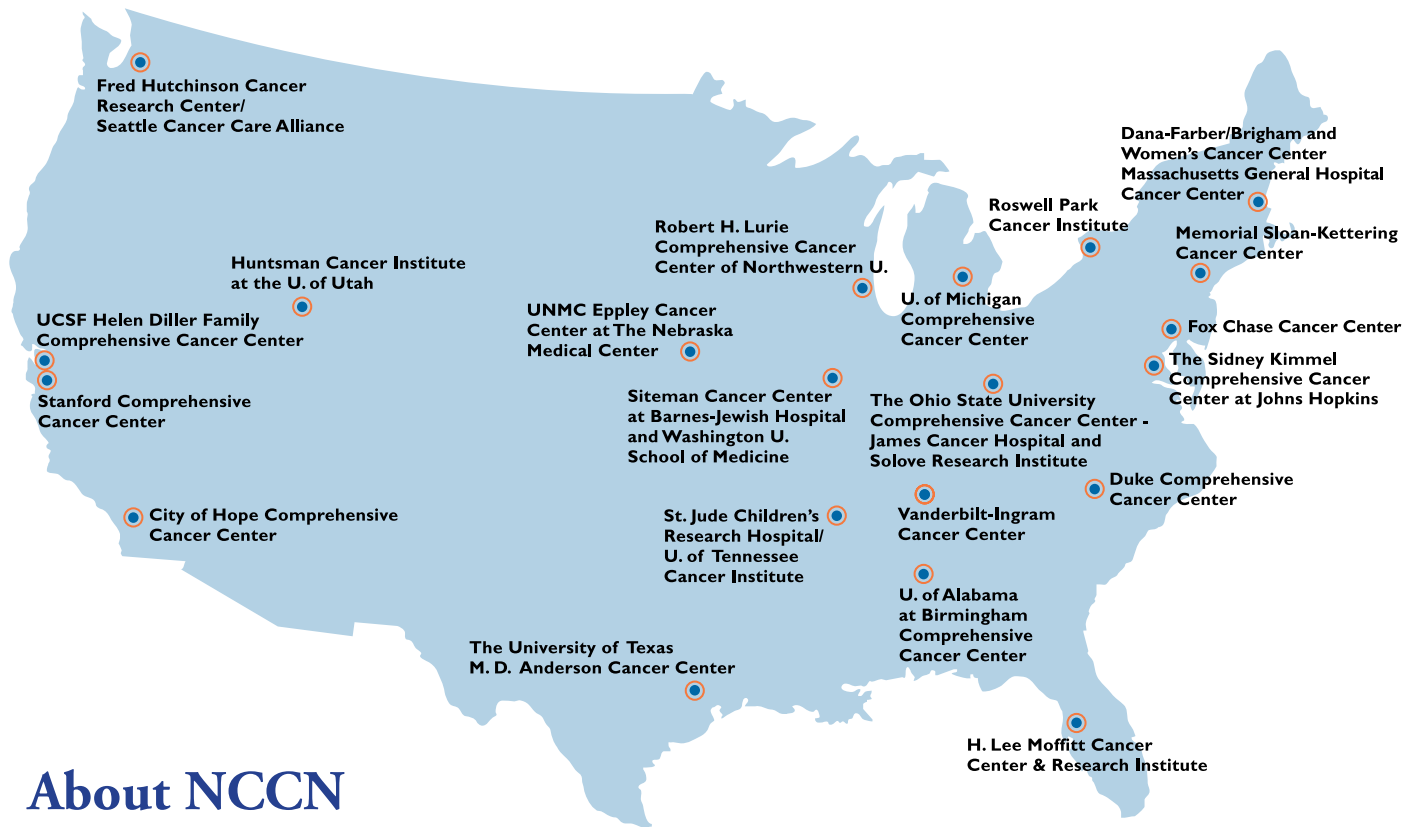 Fred Hutchinson Cancer
Research Center/
Seattle Cancer Care Alliance
Dana-Farber/Brigham and
Women's Cancer Center
Massachusetts General Hospital
Cancer Center
Roswell Park
Cancer Institute
Memorial Sloan-Kettering
Cancer Center
Robert H. Lurie
Comprehensive Cancer
Center of Northwestern U.
Huntsman Cancer Institute
at the U. of Utah
U. of Michigan
Comprehensive
Cancer Center
UNMC Eppley Cancer
Center at The Nebraska
Medical Center
UCSF Helen Diller Family
Comprehensive Cancer Center
Fox Chase Cancer Center
The Sidney Kimmel
Comprehensive Cancer
Center at Johns Hopkins
Stanford Comprehensive
Cancer Center
Siteman Cancer Center
at Barnes-Jewish Hospital
and Washington U.
School of Medicine
The Ohio State University
Comprehensive Cancer Center -
James Cancer Hospital and
Solove Research Institute
Duke Comprehensive
Cancer Center
City of Hope Comprehensive
Cancer Center
St. Jude Children's
Research Hospital/
U. of Tennessee
Cancer Institute
Vanderbilt-Ingram
Cancer Center
U. of Alabama
at Birmingham
Comprehensive
Cancer Center
The University of Texas
M. D. Anderson Cancer Center
H. Lee Moffitt Cancer
Center & Research Institute
About NCCN